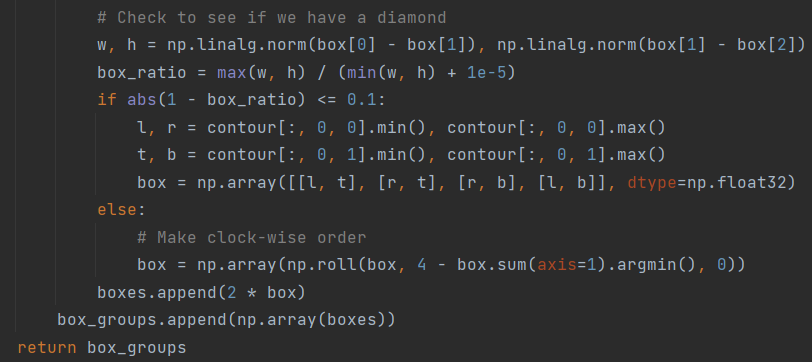 # Check to see if we have a diamond
w, h = np.linalg.norm(box[0] - box[1]), np.linalg.norm(box[1] - box[2])
box_ratio = max(w, h) / (min(w, h) + 1e-5)
if abs(1 - box_ratio) <= 0.1:
l, r = contour[:, 0, 0].min(), contour[:, 0, 0].max()
t, b = contour[:, 0, 1].min(), contour[:, 0, 1].max()
box = np.array([[l, t], [r, t], [r, b], [l, b]], dtype=np.float32)
else:
# Make clock-wise order
box = np.array(np.roll(box, 4 - box.sum(axis=1).argmin(), 0))
boxes.append(2 * box)
box_groups.append(np.array(boxes))
return box_groups